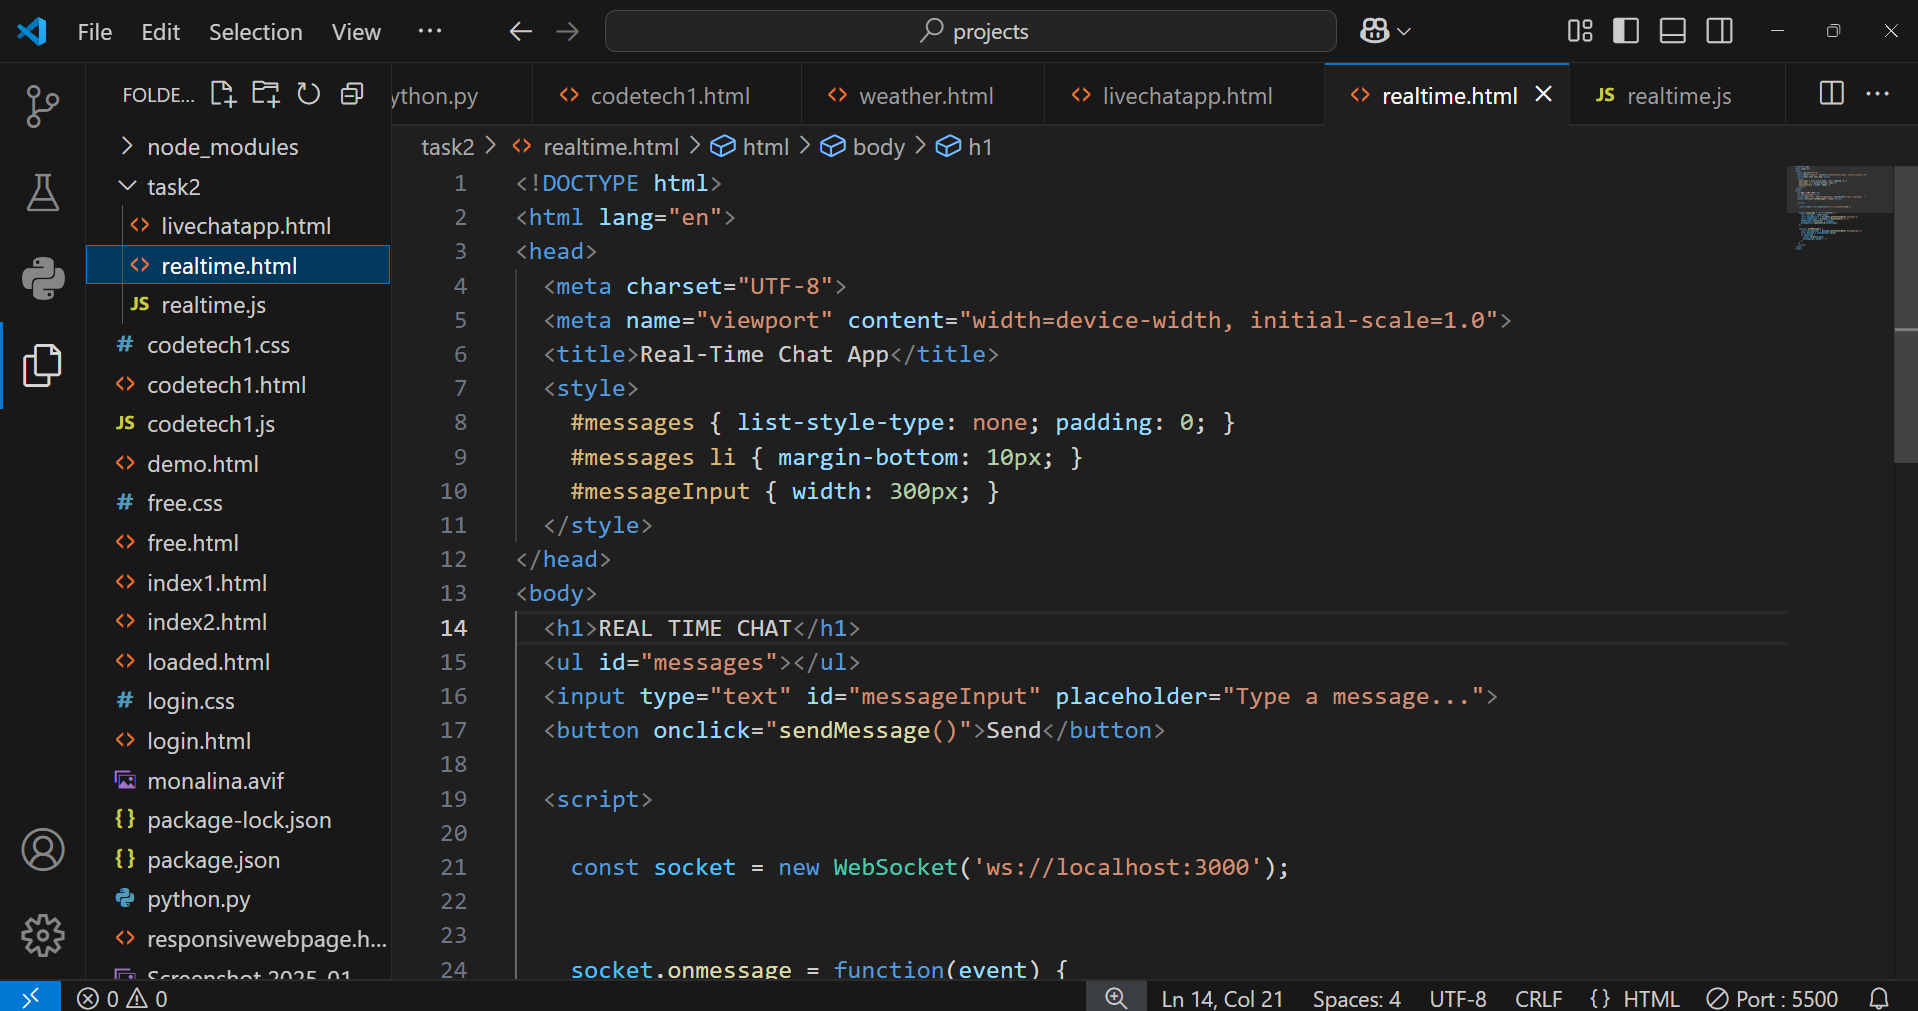 File Edit Selection View ··· projects
FOLDE...
ython.py codetech1.html weather.html livechatapp.html realtime.html JS realtime.js ···
task2 > realtime.html > html > body > h1
node_modules
task2
livechatapp.html
realtime.html
JS realtime.js
# codetech1.css
codetech1.html
JS codetech1.js
demo.html
# free.css
free.html
index1.html
index2.html
loaded.html
# login.css
login.html
monalina.avif
{} package-lock.json
{} package.json
python.py
responsivewebpage.h...
Screenshot 2025-01
1 <!DOCTYPE html>
2 <html lang="en">
3 <head>
4 <meta charset="UTF-8">
5 <meta name="viewport" content="width=device-width, initial-scale=1.0">
6 <title>Real-Time Chat App</title>
7 <style>
8 #messages { list-style-type: none; padding: 0; }
9 #messages li { margin-bottom: 10px; }
10 #messageInput { width: 300px; }
11 </style>
12 </head>
13 <body>
14 <h1>REAL TIME CHAT</h1>
15 <ul id="messages"></ul>
16 <input type="text" id="messageInput" placeholder="Type a message...">
17 <button onclick="sendMessage()">Send</button>
18
19 <script>
20
21 const socket = new WebSocket('ws://localhost:3000');
22
23
24 socket.onmessage = function(event) {
0 0 Ln 14, Col 21 Spaces: 4 UTF-8 CRLF {} HTML Port : 5500